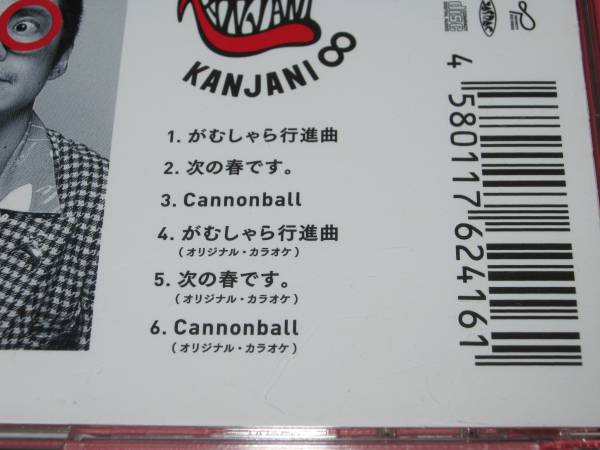 KANJANI
KANJANI 8
1. がむしゃら行進曲
2. 次の春です。
3. Cannonball
4. がむしゃら行進曲
(オリジナル・カラオケ)
5. 次の春です。
(オリジナル・カラオケ)
6. Cannonball
(オリジナル・カラオケ)
4 580117 624161
disc